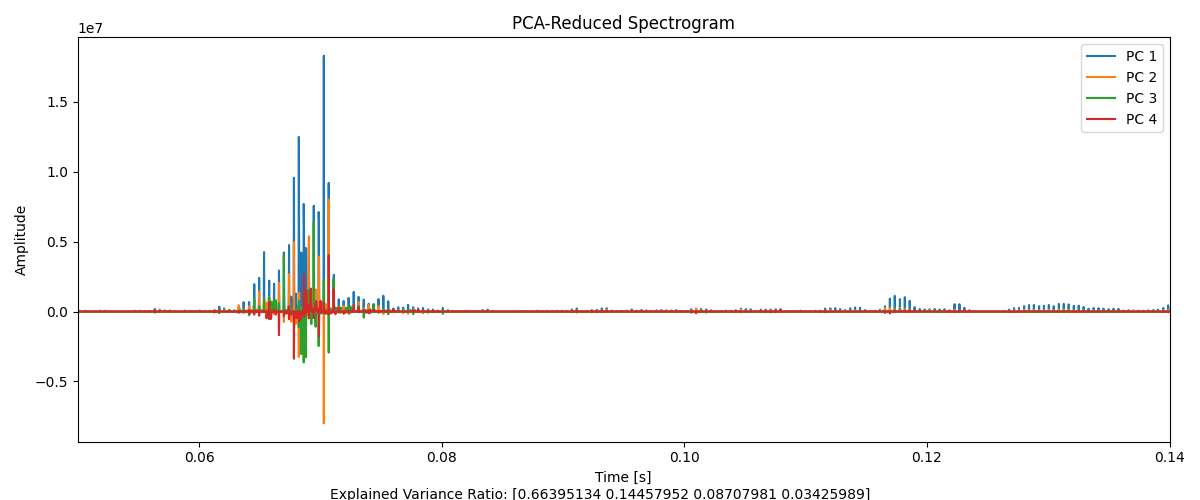 PCA-Reduced Spectrogram
1e7
PC 1
PC 2
PC 3
PC 4
1.5
1.0
0.5
0.0
−0.5
Amplitude
0.06
0.08
0.10
0.12
0.14
Time [s]
Explained Variance Ratio: [0.66395134 0.14457952 0.08707981 0.03425989]